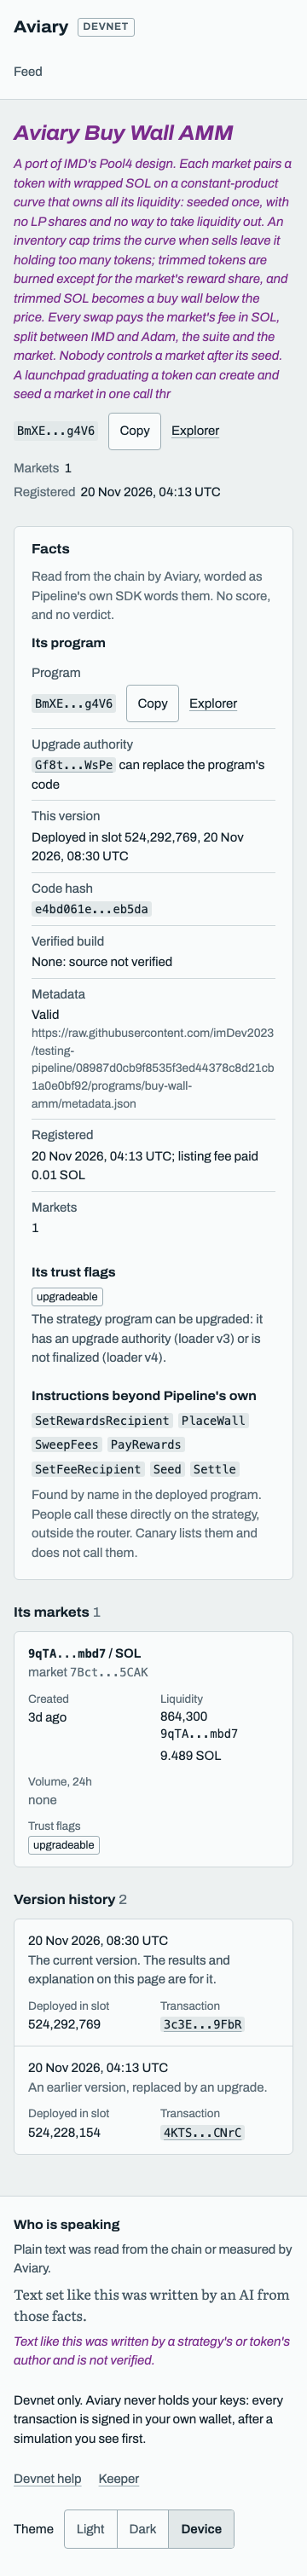 Aviary DEVNET
Feed
Aviary Buy Wall AMM
A port of IMD's Pool4 design. Each market pairs a
token with wrapped SOL on a constant-product
curve that owns all its liquidity: seeded once, with
no LP shares and no way to take liquidity out. An
inventory cap trims the curve when sells leave it
holding too many tokens; trimmed tokens are
burned except for the market's reward share, and
trimmed SOL becomes a buy wall below the
price. Every swap pays the market's fee in SOL,
split between IMD and Adam, the suite and the
market. Nobody controls a market after its seed.
A launchpad graduating a token can create and
seed a market in one call thr
BmXE...g4V6 Copy Explorer
Markets 1
Registered 20 Nov 2026, 04:13 UTC
Facts
Read from the chain by Aviary, worded as
Pipeline's own SDK words them. No score,
and no verdict.
Its program
Program
BmXE...g4V6 Copy Explorer
Upgrade authority
Gf8t...WsPe can replace the program's
code
This version
Deployed in slot 524,292,769, 20 Nov
2026, 08:30 UTC
Code hash
e4bd061e...eb5da
Verified build
None: source not verified
Metadata
Valid
https://raw.githubusercontent.com/imDev2023
/testing-
pipeline/08987d0cb9f8535f3ed44378c8d21cb
1a0e0bf92/programs/buy-wall-
amm/metadata.json
Registered
20 Nov 2026, 04:13 UTC; listing fee paid
0.01 SOL
Markets
1
Its trust flags
upgradeable
The strategy program can be upgraded: it
has an upgrade authority (loader v3) or is
not finalized (loader v4).
Instructions beyond Pipeline's own
SetRewardsRecipient PlaceWall
SweepFees PayRewards
SetFeeRecipient Seed Settle
Found by name in the deployed program.
People call these directly on the strategy,
outside the router. Canary lists them and
does not call them.
Its markets 1
9qTA...mbd7 / SOL
market 7Bct...5CAK
Created Liquidity
3d ago 864,300
9qTA...mbd7
9.489 SOL
Volume, 24h
none
Trust flags
upgradeable
Version history 2
20 Nov 2026, 08:30 UTC
The current version. The results and
explanation on this page are for it.
Deployed in slot Transaction
524,292,769 3c3E...9FbR
20 Nov 2026, 04:13 UTC
An earlier version, replaced by an upgrade.
Deployed in slot Transaction
524,228,154 4KTS...CNrC
Who is speaking
Plain text was read from the chain or measured by
Aviary.
Text set like this was written by an AI from
those facts.
Text like this was written by a strategy's or token's
author and is not verified.
Devnet only. Aviary never holds your keys: every
transaction is signed in your own wallet, after a
simulation you see first.
Devnet help Keeper
Theme Light Dark Device